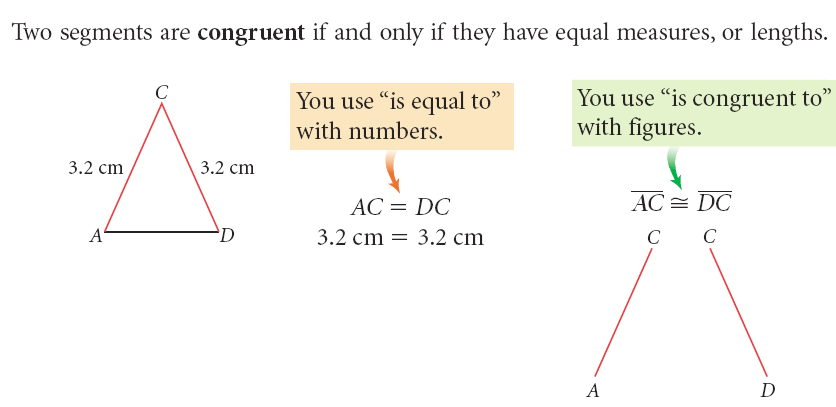 Two segments are congruent if and only if they have equal measures, or lengths.
C
3.2 cm
3.2 cm
A
D
You use “is equal to”
with numbers.
AC = DC
3.2 cm = 3.2 cm
You use “is congruent to”
with figures.
A̅C̅ ≅ D̅C̅
C
C
A
D